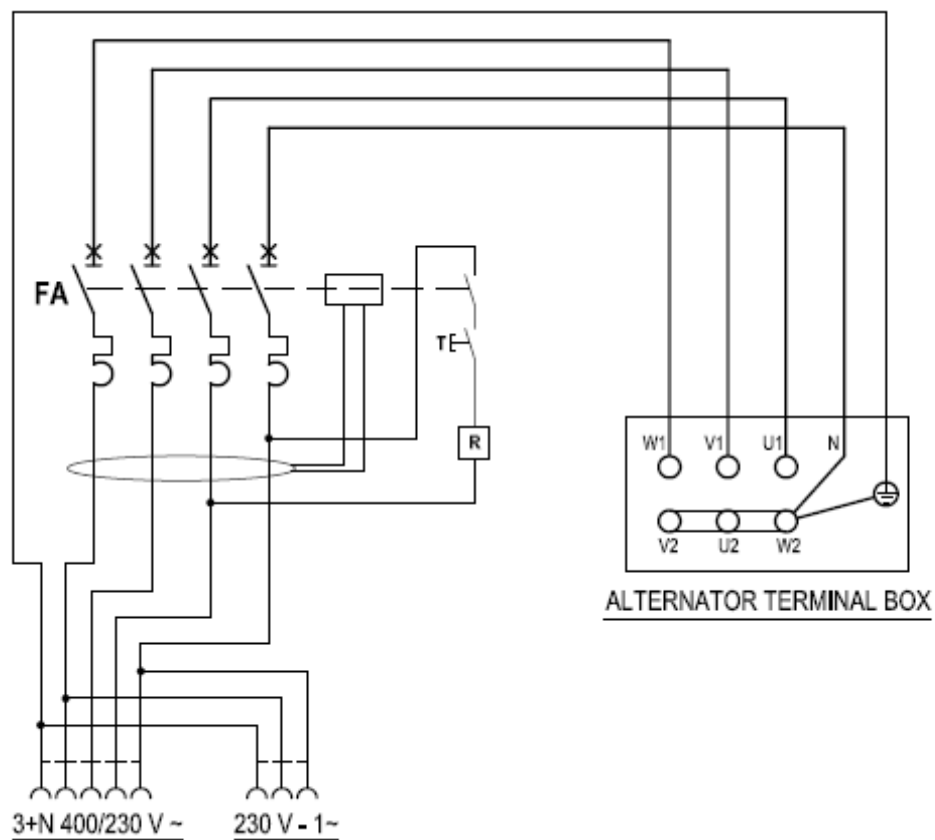 FA
T
R
W1 V1 U1 N
V2 U2 W2
ALTERNATOR TERMINAL BOX
3+N 400/230 V ~ 230 V - 1~